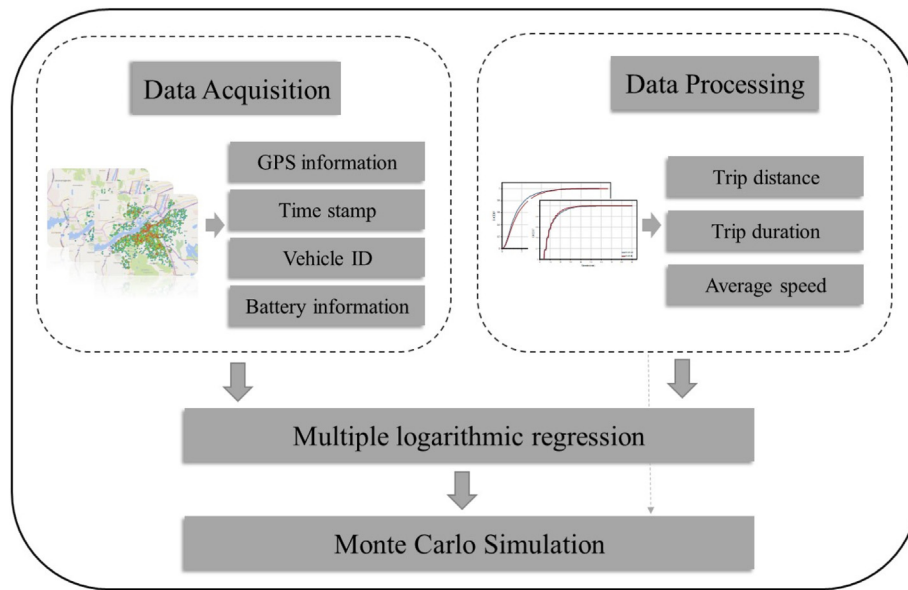 Data Acquisition
GPS information
Time stamp
Vehicle ID
Battery information
Data Processing
Trip distance
Trip duration
Average speed
Multiple logarithmic regression
Monte Carlo Simulation